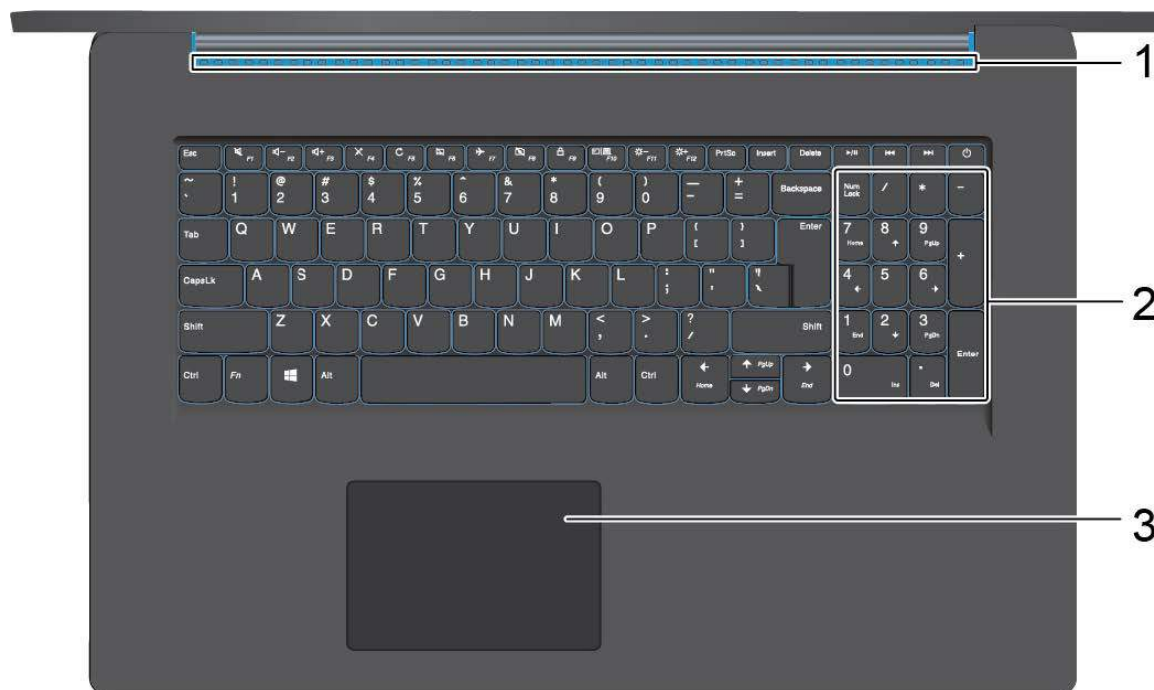 1
Esc F1 F2 F3 F4 F5 F6 F7 F8 F9 F10 F11 F12 PrtSc Insert Delete
~ ` ! 1 @ 2 # 3 $ 4 % 5 ^ 6 & 7 * 8 ( 9 ) 0 — - + = Backspace Num Lock / * -
Tab Q W E R T Y U I O P { [ } ] Enter 7 Home 8 9 PgUp +
CapsLk A S D F G H J K L : ; " ' 4 5 6
2
Shift Z X C V B N M < , > . ? / Shift 1 End 2 3 PgDn Enter
Ctrl Fn Alt Alt Ctrl Home PgUp PgDn End 0 Ins . Del
3